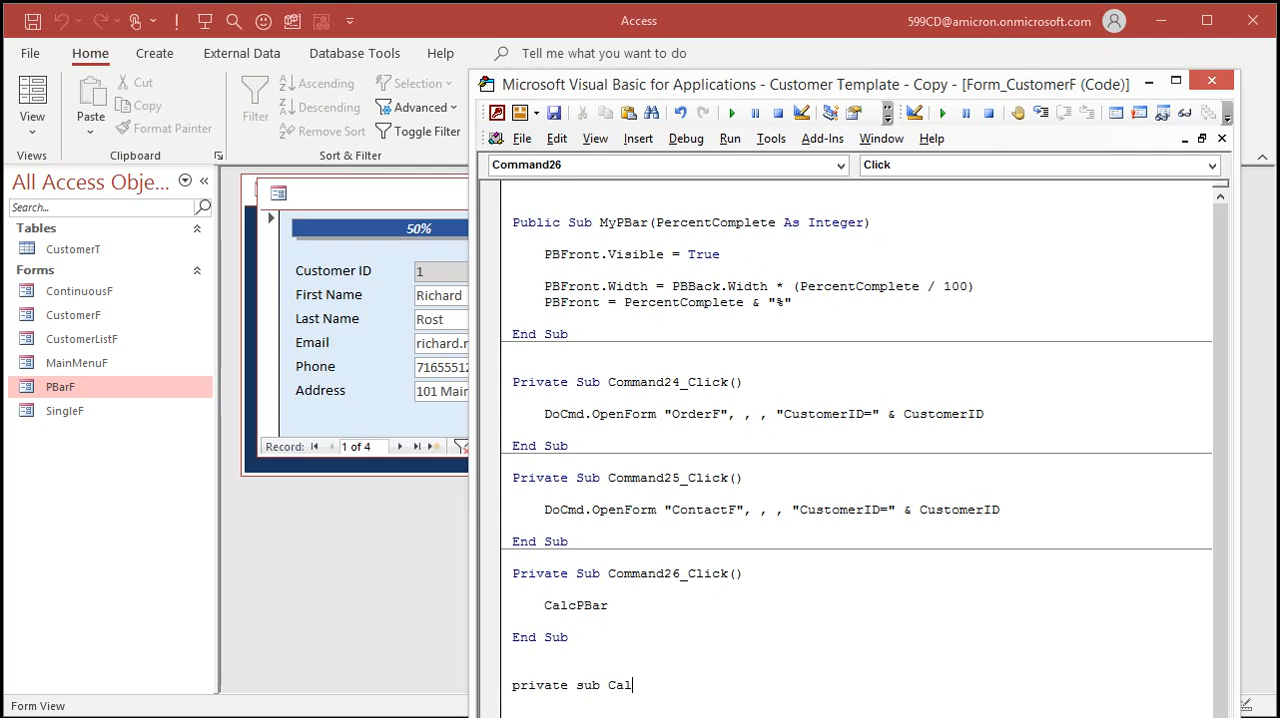 Access
599CD@amicron.onmicrosoft.com
File
Home
Create
External Data
Database Tools
Help
Tell me what you want to do
View
Views
Paste
Cut
Copy
Format Painter
Clipboard
Filter
Ascending
Descending
Remove Sort
Selection
Advanced
Toggle Filter
Sort & Filter
All Access Obje...
Search...
Tables
CustomerT
Forms
ContinuousF
CustomerF
CustomerListF
MainMenuF
PBarF
SingleF
50%
Customer ID 1
First Name Richard
Last Name Rost
Email richard.r
Phone 71655512
Address 101 Main
Record: 1 of 4
Form View
Microsoft Visual Basic for Applications - Customer Template - Copy - [Form_CustomerF (Code)]
File Edit View Insert Debug Run Tools Add-Ins Window Help
Command26
Click
Public Sub MyPBar(PercentComplete As Integer)
PBFront.Visible = True
PBFront.Width = PBBack.Width * (PercentComplete / 100)
PBFront = PercentComplete & "%"
End Sub
Private Sub Command24_Click()
DoCmd.OpenForm "OrderF", , , "CustomerID=" & CustomerID
End Sub
Private Sub Command25_Click()
DoCmd.OpenForm "ContactF", , , "CustomerID=" & CustomerID
End Sub
Private Sub Command26_Click()
CalcPBar
End Sub
private sub Cal